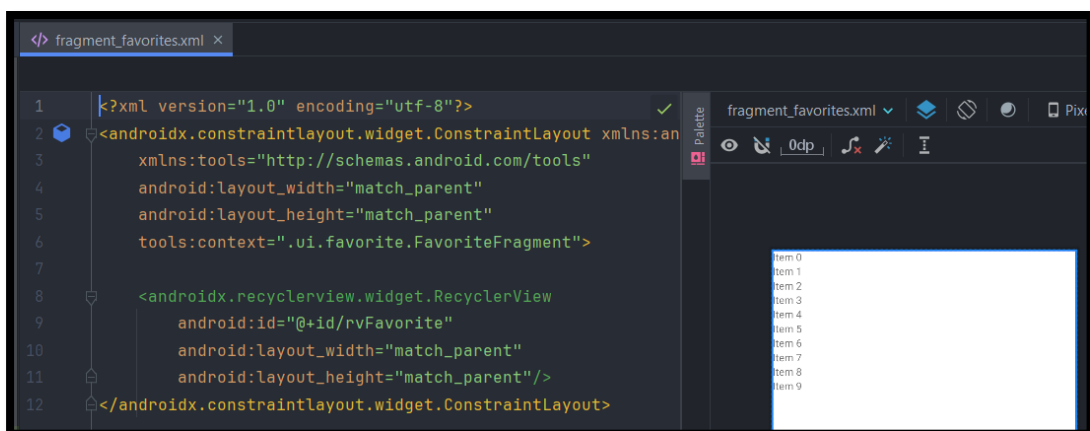 </> fragment_favorites.xml ×
1 <?xml version="1.0" encoding="utf-8"?>
2 <androidx.constraintlayout.widget.ConstraintLayout xmlns:an
3 xmlns:tools="http://schemas.android.com/tools"
4 android:layout_width="match_parent"
5 android:layout_height="match_parent"
6 tools:context=".ui.favorite.FavoriteFragment">
7
8 <androidx.recyclerview.widget.RecyclerView
9 android:id="@+id/rvFavorite"
10 android:layout_width="match_parent"
11 android:layout_height="match_parent"/>
12 </androidx.constraintlayout.widget.ConstraintLayout>
Palette
fragment_favorites.xml
Pix
0dp
Item 0
Item 1
Item 2
Item 3
Item 4
Item 5
Item 6
Item 7
Item 8
Item 9